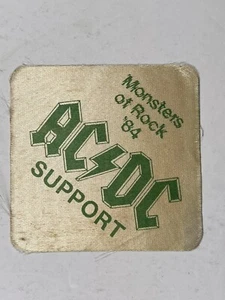 Monsters
of Rock
'84
AC⚡DC
SUPPORT